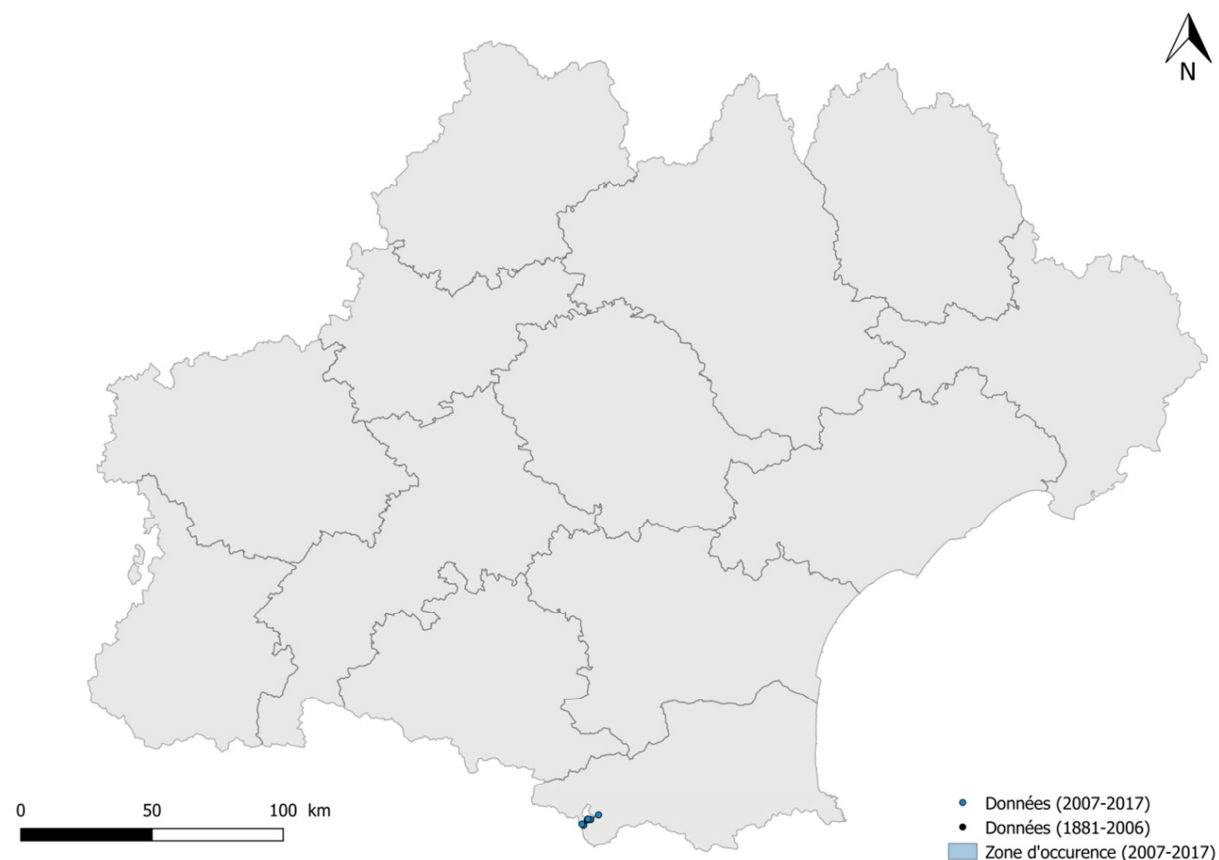 N
0 50 100 km
Données (2007-2017)
Données (1881-2006)
Zone d'occurence (2007-2017)